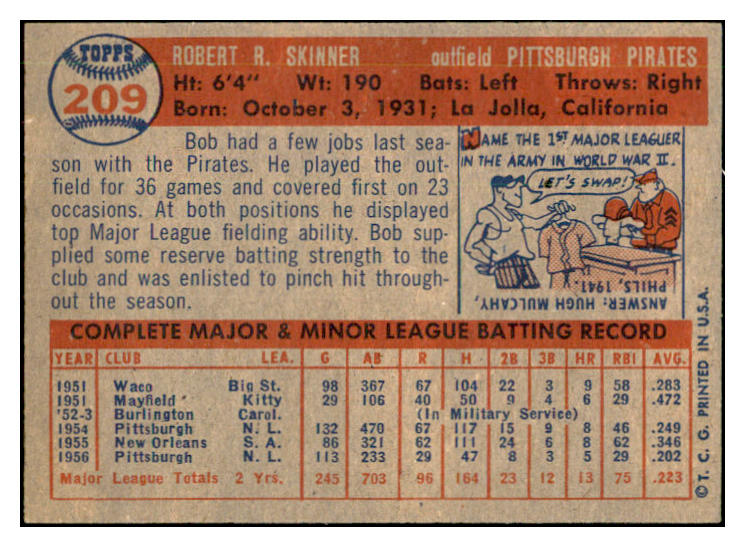 TOPPS
209
ROBERT R. SKINNER outfield PITTSBURGH PIRATES
Ht: 6'4" Wt: 190 Bats: Left Throws: Right
Born: October 3, 1931; La Jolla, California
Bob had a few jobs last sea-
son with the Pirates. He played the out-
field for 36 games and covered first on 23
occasions. At both positions he displayed
top Major League fielding ability. Bob sup-
plied some reserve batting strength to the
club and was enlisted to pinch hit through-
out the season.
NAME THE 1ST MAJOR LEAGUER
IN THE ARMY IN WORLD WAR II.
LET'S SWAP!
ANSWER: HUGH MULCAHY,
PHILS, 1941.
COMPLETE MAJOR & MINOR LEAGUE BATTING RECORD
YEAR CLUB LEA. G AB R H 2B 3B HR RBI AVG.
1951 Waco Big St. 98 367 67 104 22 3 9 58 .283
1951 Mayfield Kitty 29 106 40 50 9 4 6 29 .472
'52-3 Burlington Carol. (In Military Service)
1954 Pittsburgh N. L. 132 470 67 117 15 9 8 46 .249
1955 New Orleans S. A. 86 321 62 111 24 6 8 62 .346
1956 Pittsburgh N. L. 113 233 29 47 8 3 5 29 .202
Major League Totals 2 Yrs. 245 703 96 164 23 12 13 75 .223
© T. C. G. PRINTED IN U.S.A.